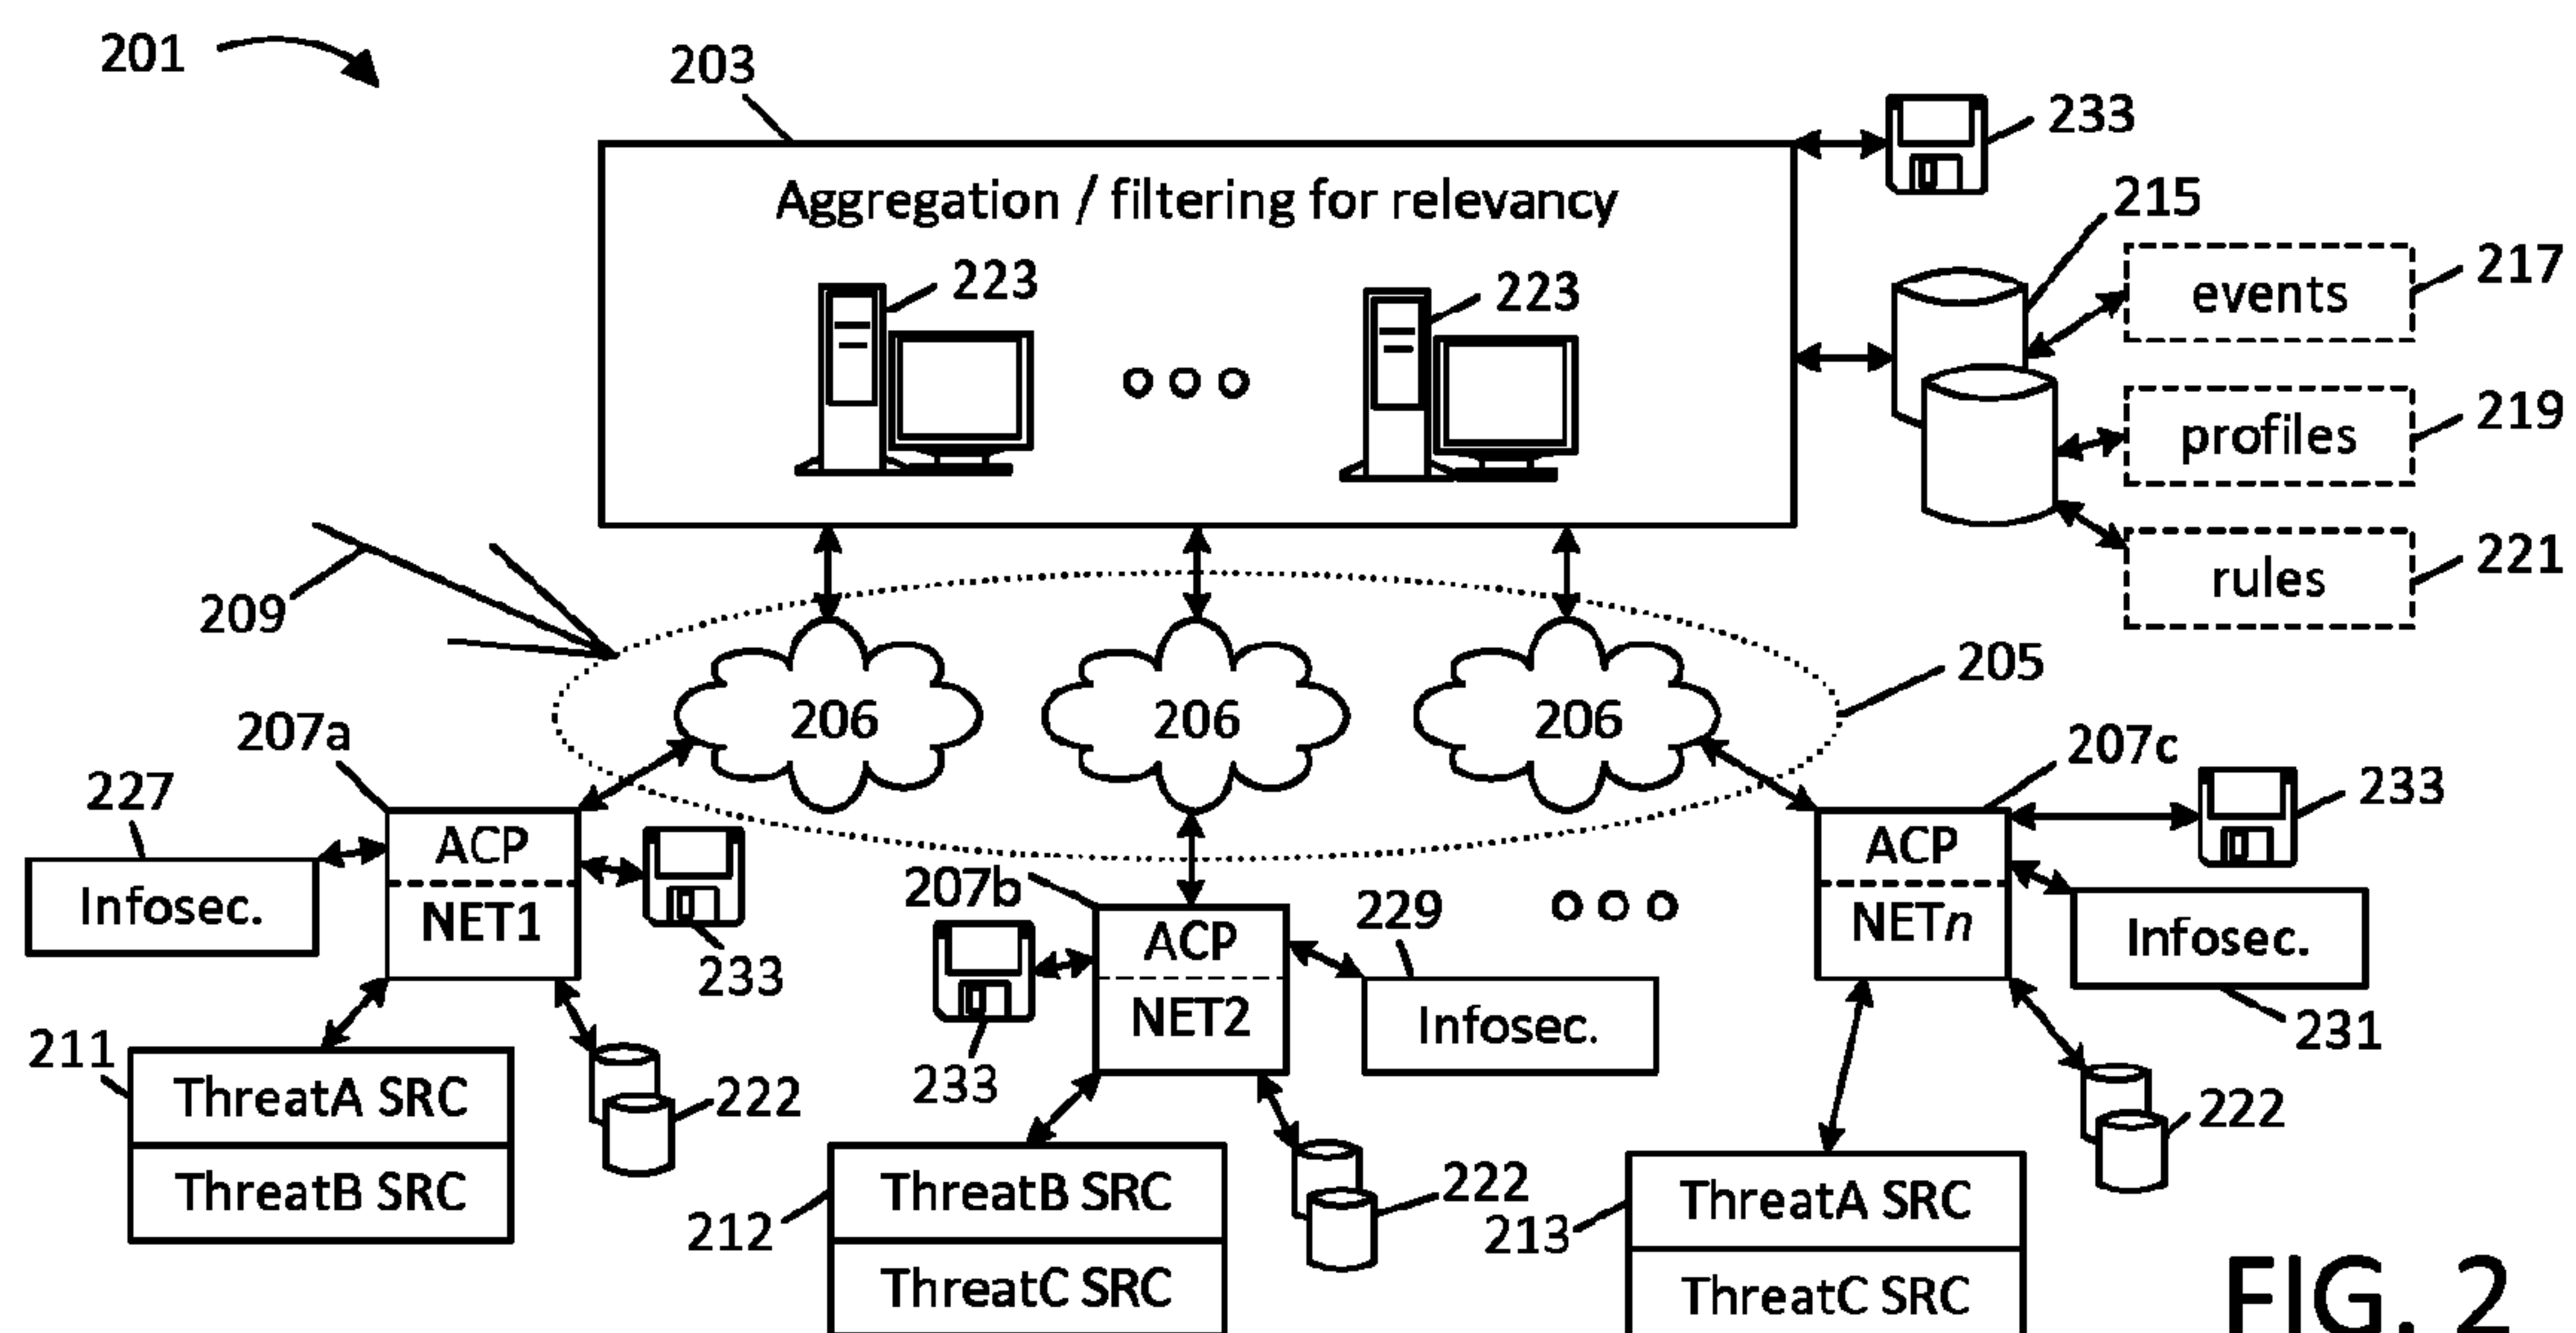 201
203
233
Aggregation / filtering for relevancy
215
223
223
217
events
219
profiles
221
rules
209
205
206
206
206
207a
207c
227
233
ACP
NET1
Infosec.
233
207b
ACP
NET2
229
Infosec.
233
ACP
NETn
Infosec.
231
211
ThreatA SRC
ThreatB SRC
222
212
ThreatB SRC
ThreatC SRC
222
213
ThreatA SRC
ThreatC SRC
222
FIG. 2